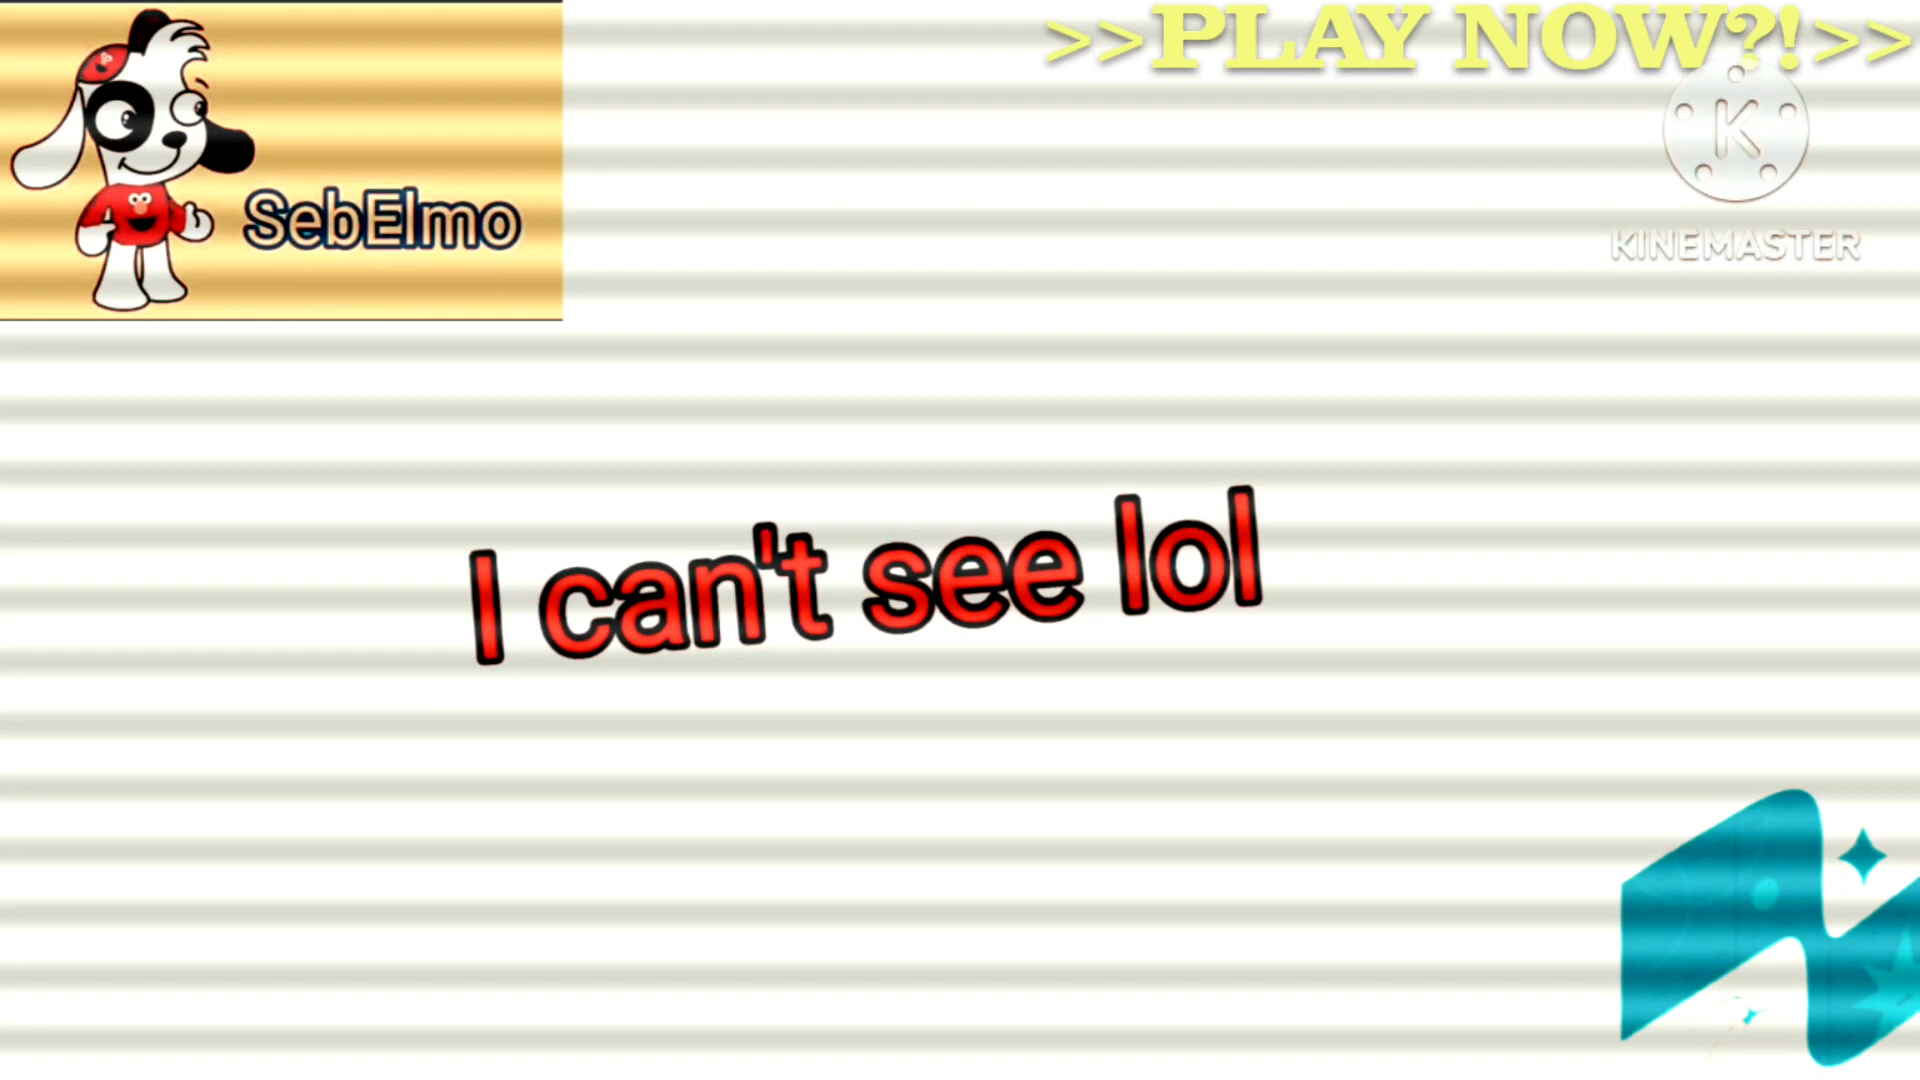 >>PLAY NOW?!>>
K
KINEMASTER
SebElmo
I can't see lol